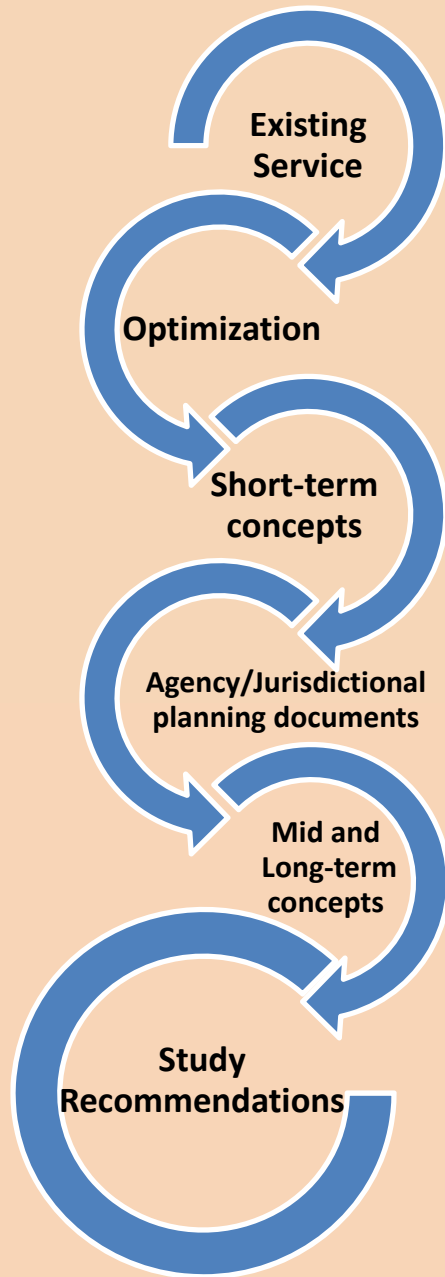 Existing
Service
Optimization
Short-term
concepts
Agency/Jurisdictional
planning documents
Mid and
Long-term
concepts
Study
Recommendations